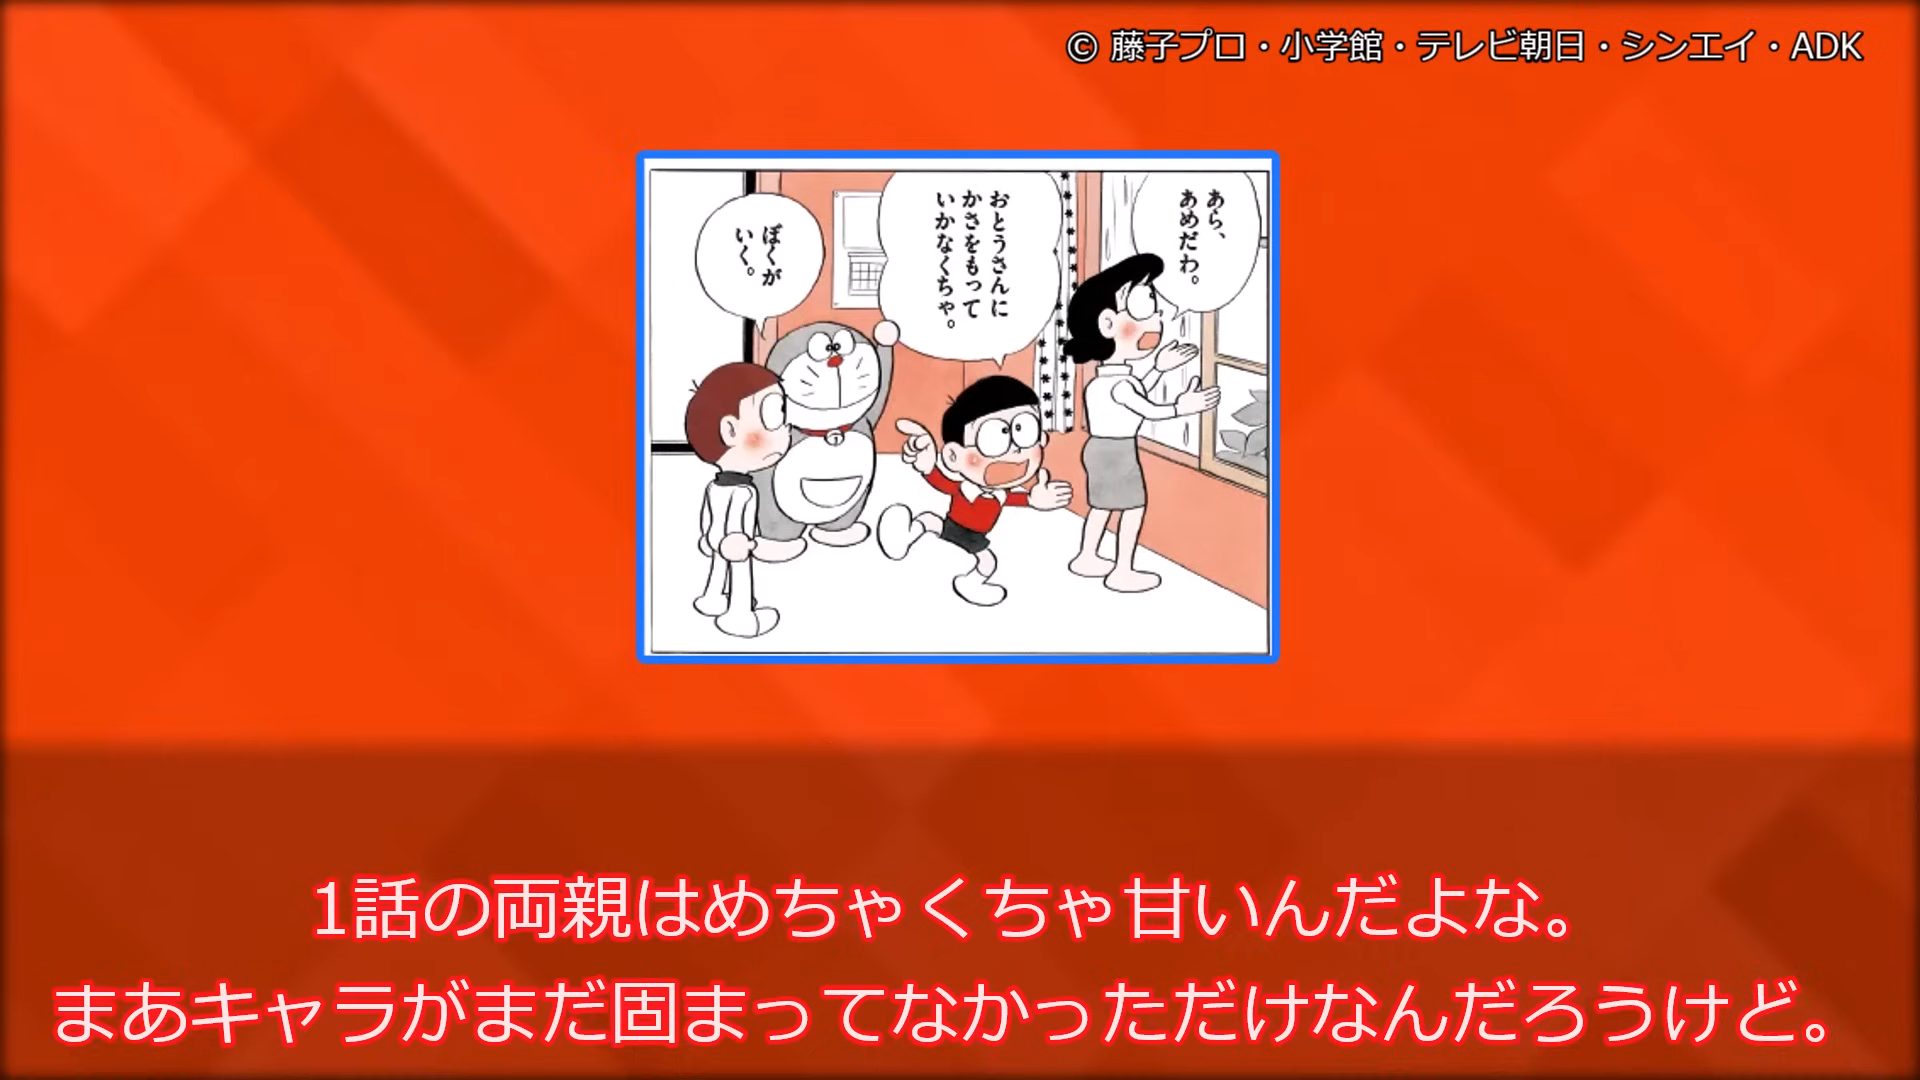 © 藤子プロ・小学館・テレビ朝日・シンエイ・ADK
あら、
あめだわ。
おとうさんに
かさをもって
いかなくちゃ。
ぼくが
いく。
1話の両親はめちゃくちゃ甘いんだよな。
まあキャラがまだ固まってなかっただけなんだろうけど。